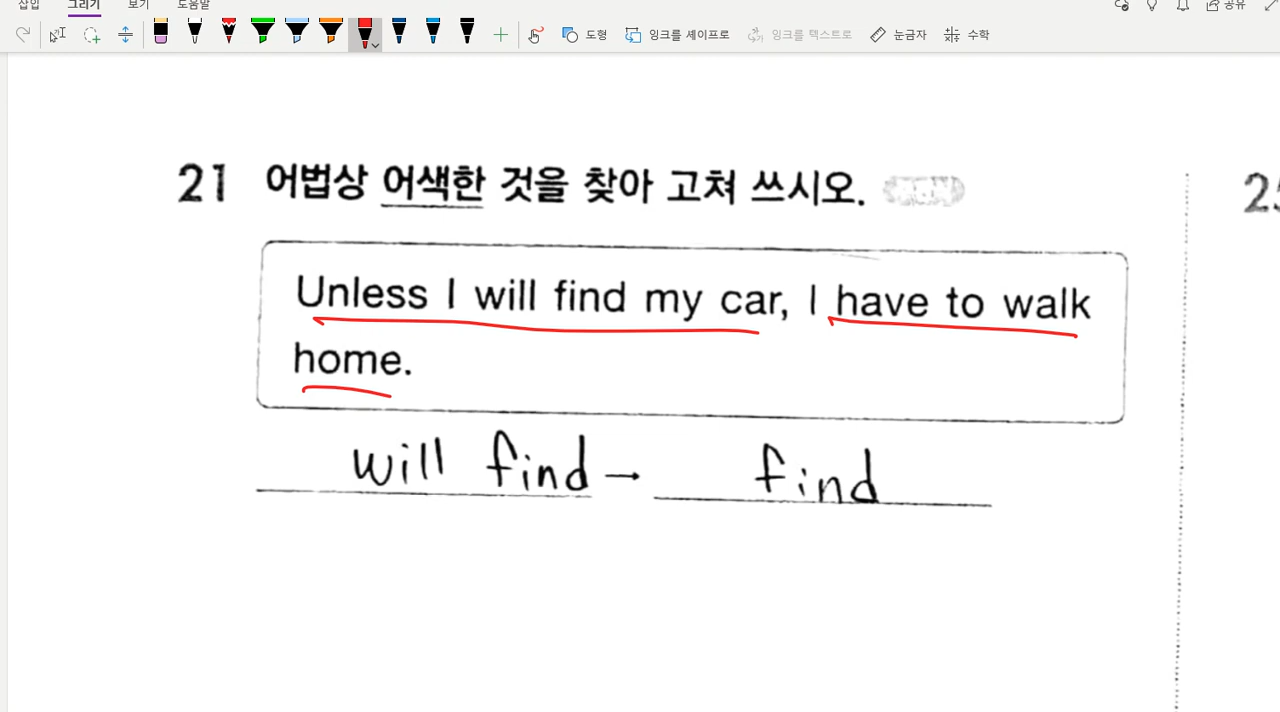 삽입 그리기 보기 도움말 공유
도형 잉크를 셰이프로 잉크를 텍스트로 눈금자 수학
21 어법상 어색한 것을 찾아 고쳐 쓰시오.
Unless I will find my car, I have to walk
home.
will find → find